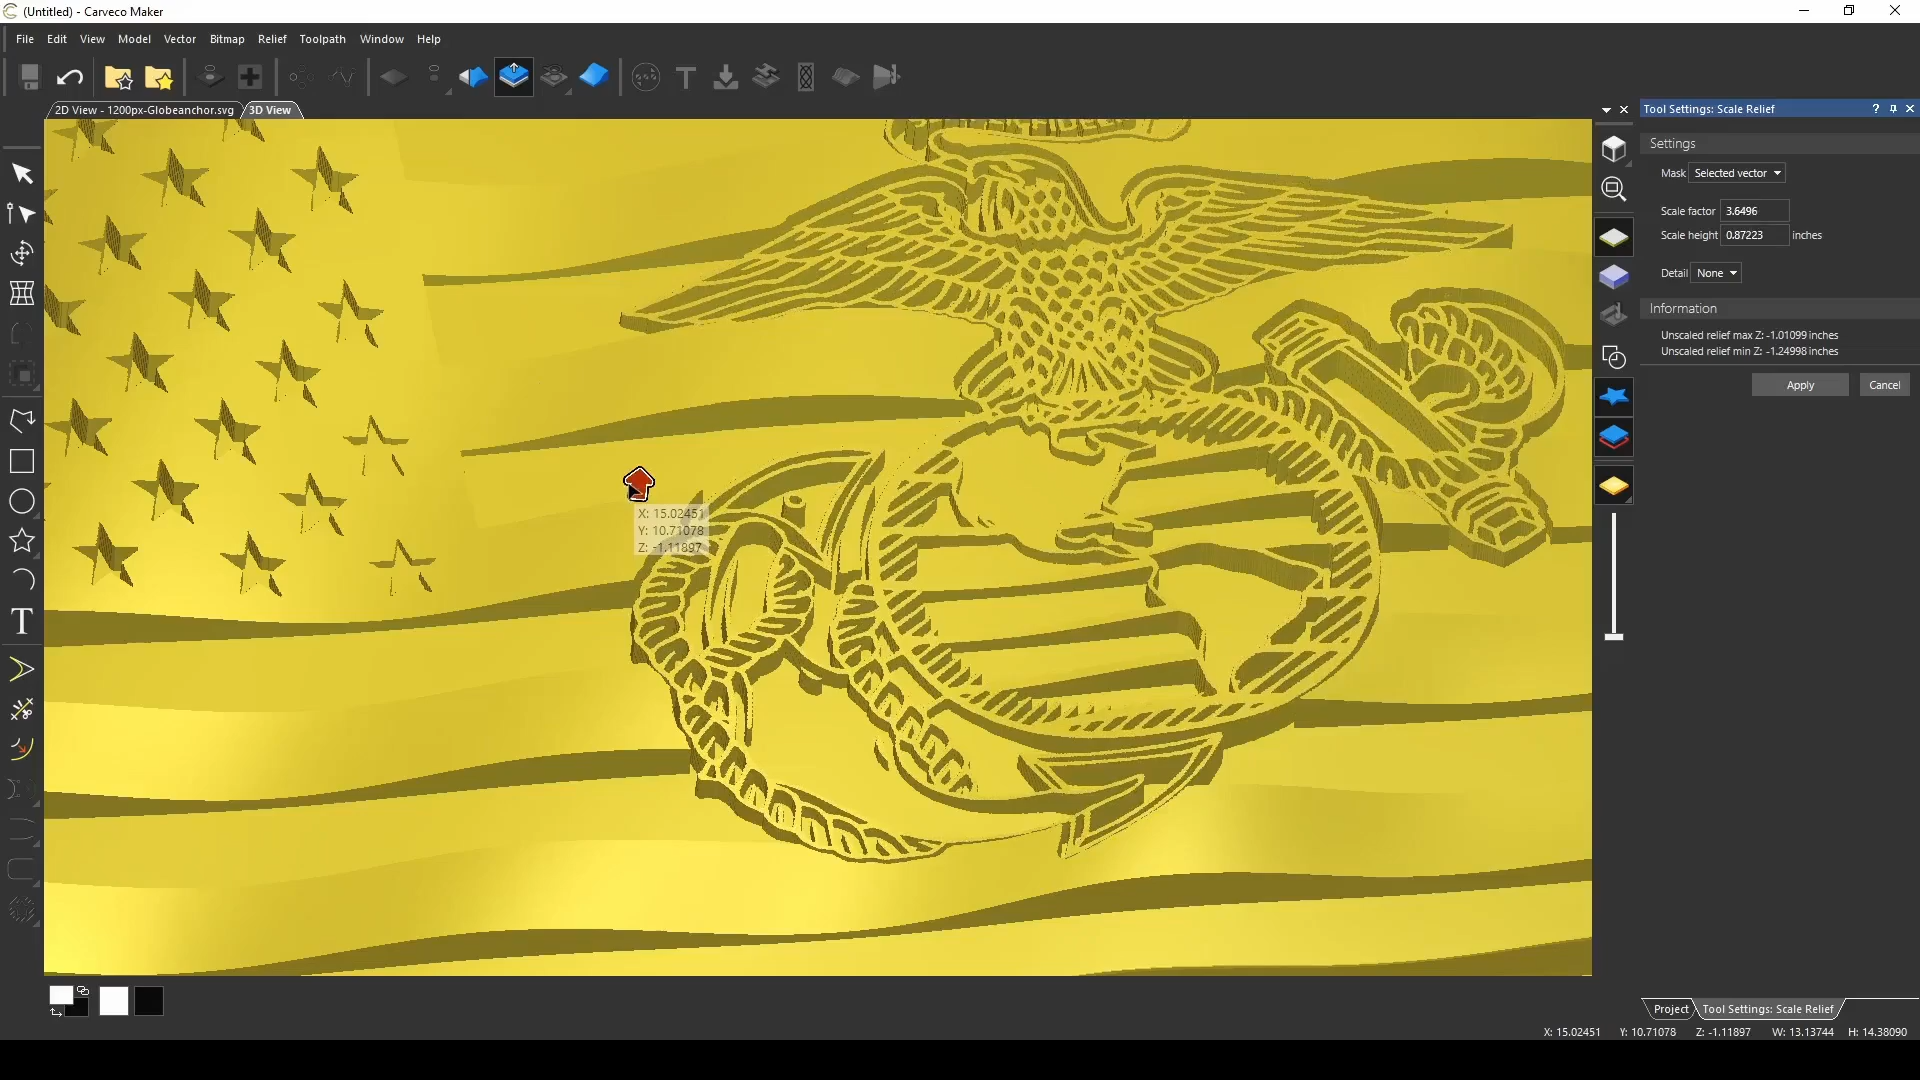 (Untitled) - Carveco Maker
File Edit View Model Vector Bitmap Relief Toolpath Window Help
2D View - 1200px-Globeanchor.svg 3D View
Tool Settings: Scale Relief
Settings
Mask Selected vector
Scale factor 3.6496
Scale height 0.87223 inches
Detail None
Information
Unscaled relief max Z: -1.01099 inches
Unscaled relief min Z: -1.24998 inches
Apply Cancel
X: 15.02451
Y: 10.71078
Z: -1.11897
Project Tool Settings: Scale Relief
X: 15.02451 Y: 10.71078 Z: -1.11897 W: 13.13744 H: 14.38090